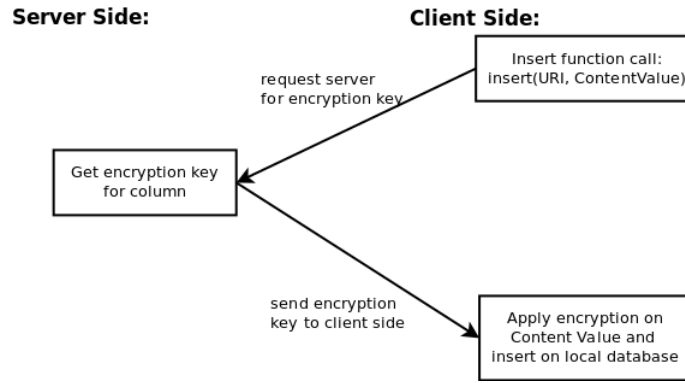 Server Side:
Client Side:
Insert function call:
insert(URI, ContentValue)
request server
for encryption key
Get encryption key
for column
send encryption
key to client side
Apply encryption on
Content Value and
insert on local database